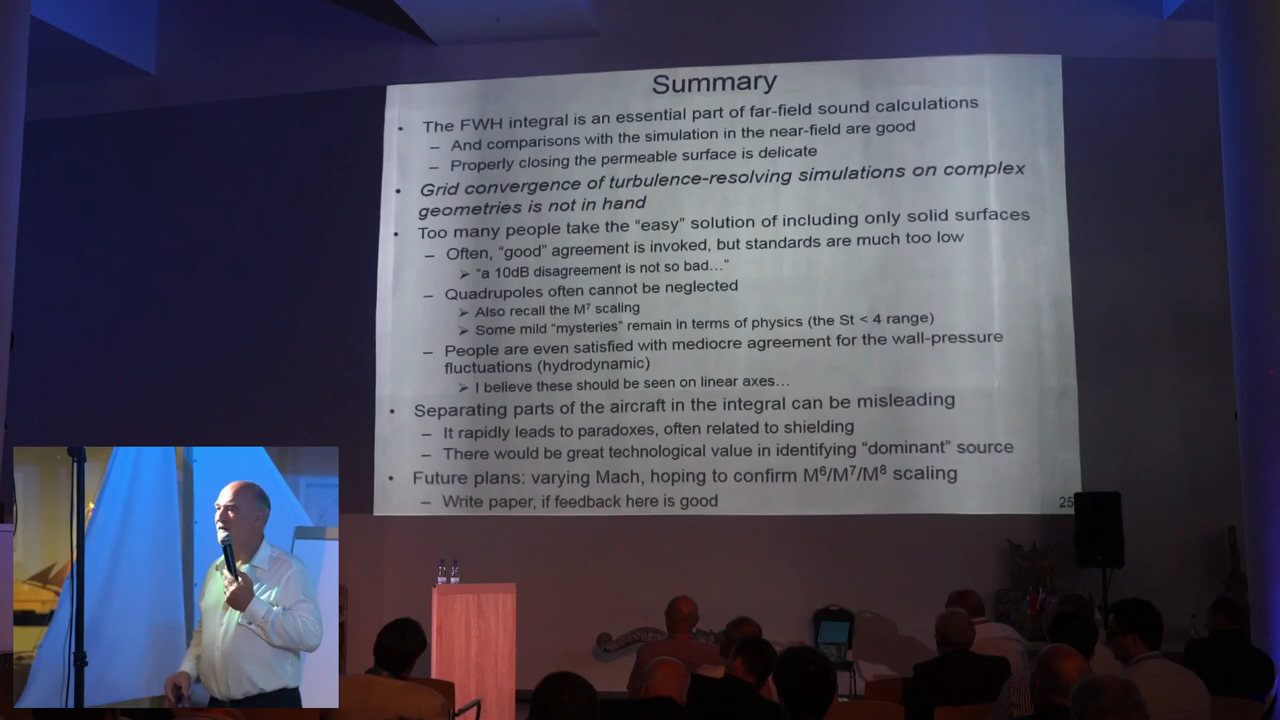 Summary
• The FWH integral is an essential part of far-field sound calculations
– And comparisons with the simulation in the near-field are good
– Properly closing the permeable surface is delicate
• Grid convergence of turbulence-resolving simulations on complex
geometries is not in hand
• Too many people take the “easy” solution of including only solid surfaces
– Often, “good” agreement is invoked, but standards are much too low
➢ “a 10dB disagreement is not so bad…”
– Quadrupoles often cannot be neglected
➢ Also recall the M⁷ scaling
➢ Some mild “mysteries” remain in terms of physics (the St < 4 range)
– People are even satisfied with mediocre agreement for the wall-pressure
fluctuations (hydrodynamic)
➢ I believe these should be seen on linear axes…
• Separating parts of the aircraft in the integral can be misleading
– It rapidly leads to paradoxes, often related to shielding
– There would be great technological value in identifying “dominant” source
• Future plans: varying Mach, hoping to confirm M⁶/M⁷/M⁸ scaling
– Write paper, if feedback here is good
25